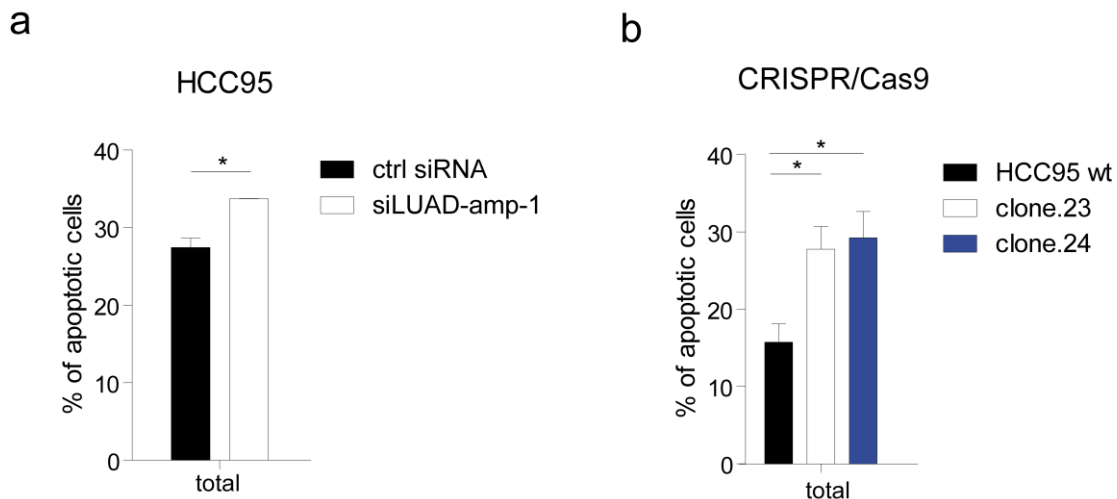 a
HCC95
% of apoptotic cells
40
30
20
10
0
*
total
ctrl siRNA
siLUAD-amp-1
b
CRISPR/Cas9
% of apoptotic cells
40
30
20
10
0
*
*
total
HCC95 wt
clone.23
clone.24